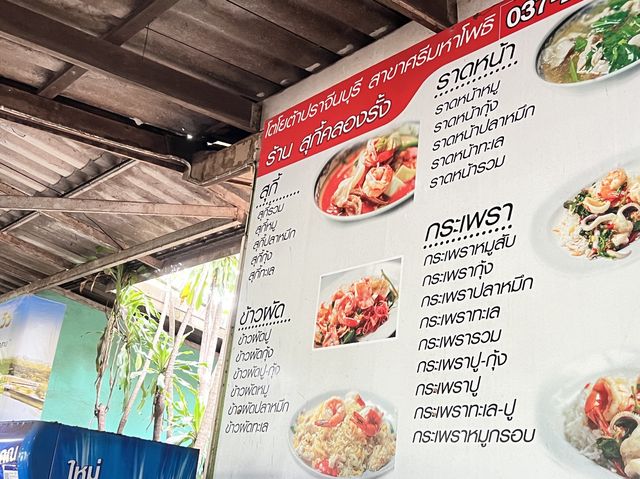 โตโยต้าปราจีนบุรี สาขาศรีมหาโพธิ 037-
ร้าน สุกี้คลองรั้ง
สุกี้
สุกี้รวม
สุกี้หมู
สุกี้ปลาหมึก
สุกี้กุ้ง
สุกี้ทะเล
ข้าวผัด
ข้าวผัดปู
ข้าวผัดกุ้ง
ข้าวผัดปู-กุ้ง
ข้าวผัดหมู
ข้าวผัดปลาหมึก
ข้าวผัดทะเล
ราดหน้า
ราดหน้าหมู
ราดหน้ากุ้ง
ราดหน้าปลาหมึก
ราดหน้าทะเล
ราดหน้ารวม
กระเพรา
กระเพราหมูสับ
กระเพรากุ้ง
กระเพราปลาหมึก
กระเพราทะเล
กระเพรารวม
กระเพราปู-กุ้ง
กระเพราปู
กระเพราทะเล-ปู
กระเพราหมูกรอบ
ใหม่